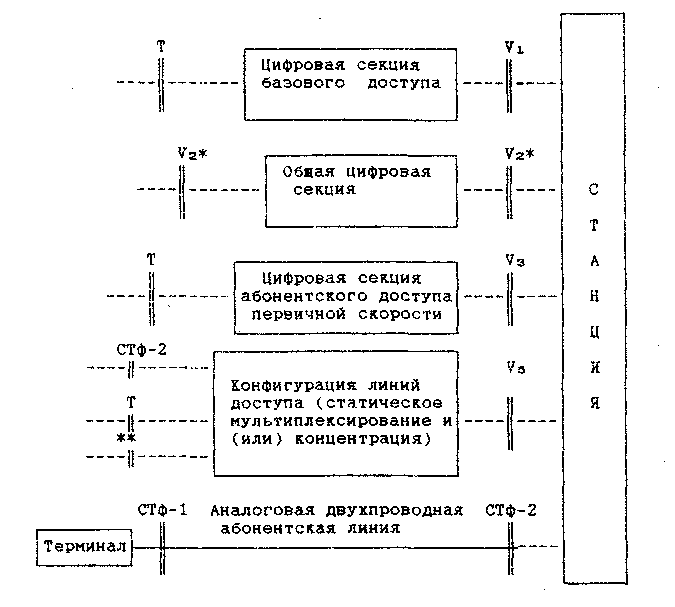 T
V1
Цифровая секция
базового доступа
V2*
V2*
Общая цифровая
секция
T
V3
Цифровая секция
абонентского доступа
первичной скорости
СТФ-2
T
**
Конфигурация линий
доступа (статическое
мультиплексирование и
(или) концентрация)
V5
СТФ-1
Аналоговая двухпроводная
абонентская линия
СТФ-2
Терминал
СТАНЦИЯ